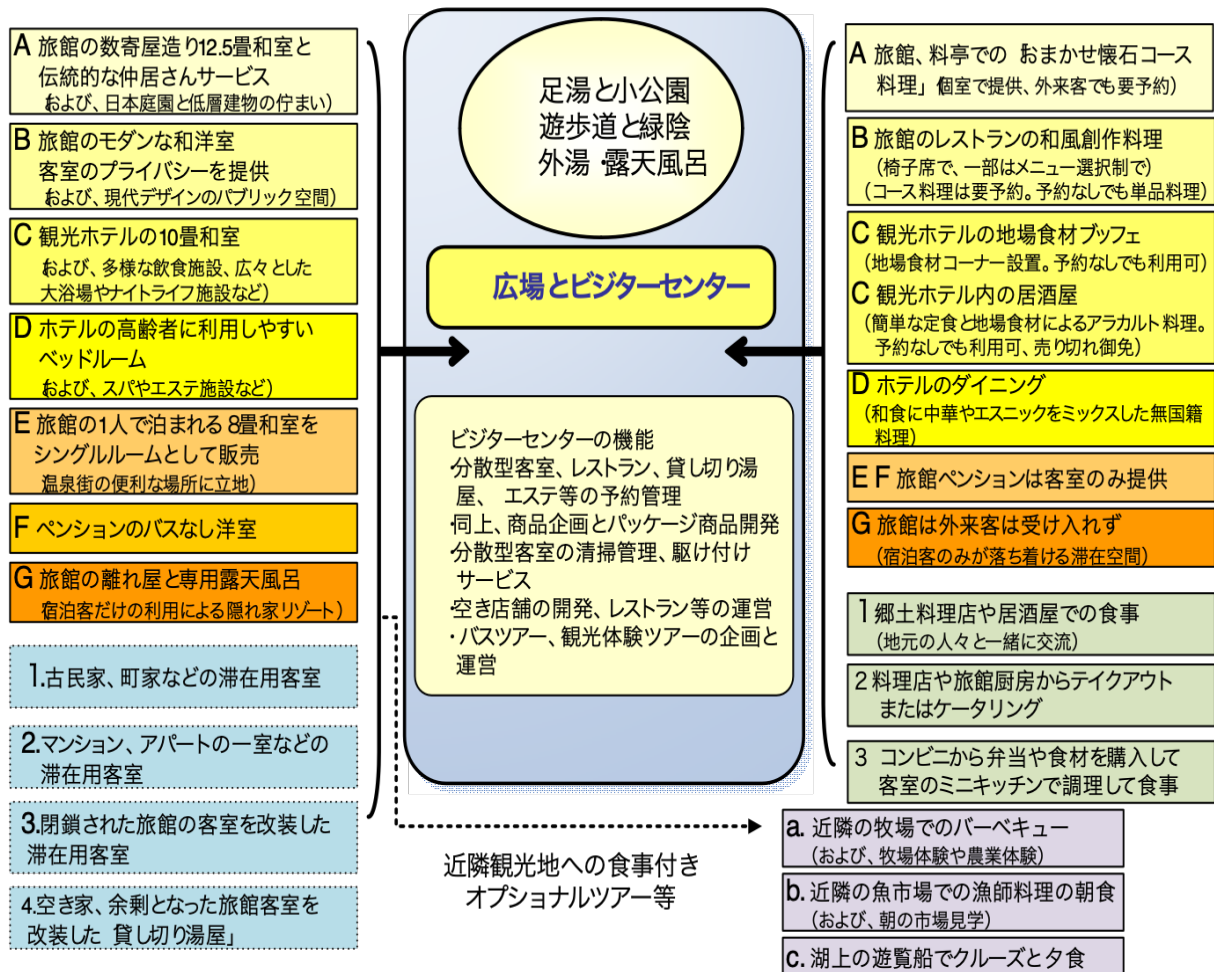 A 旅館の数寄屋造り12.5畳和室と
伝統的な仲居さんサービス
および、日本庭園と低層建物の佇まい）
B 旅館のモダンな和洋室
客室のプライバシーを提供
および、現代デザインのパブリック空間）
C 観光ホテルの10畳和室
および、多様な飲食施設、広々とした
大浴場やナイトライフ施設など）
D ホテルの高齢者に利用しやすい
ベッドルーム
および、スパやエステ施設など）
E 旅館の1人で泊まれる8畳和室を
シングルルームとして販売
温泉街の便利な場所に立地）
F ペンションのバスなし洋室
G 旅館の離れ屋と専用露天風呂
宿泊客だけの利用による隠れ家リゾート）
1.古民家、町家などの滞在用客室
2.マンション、アパートの一室などの
滞在用客室
3.閉鎖された旅館の客室を改装した
滞在用客室
4.空き家、余剰となった旅館客室を
改装した 貸し切り湯屋」
足湯と小公園
遊歩道と緑陰
外湯・露天風呂
広場とビジターセンター
ビジターセンターの機能
・分散型客室、レストラン、貸し切り湯
屋、 エステ等の予約管理
・同上、商品企画とパッケージ商品開発
・分散型客室の清掃管理、駆け付け
サービス
・空き店舗の開発、レストラン等の運営
・バスツアー、観光体験ツアーの企画と
運営
近隣観光地への食事付き
オプショナルツアー等
A 旅館、料亭での おまかせ懐石コース
料理」 個室で提供、外来客でも要予約）
B 旅館のレストランの和風創作料理
（椅子席で、一部はメニュー選択制で）
（コース料理は要予約。予約なしでも単品料理）
C 観光ホテルの地場食材ブッフェ
（地場食材コーナー設置。予約なしでも利用可）
C 観光ホテル内の居酒屋
（簡単な定食と地場食材によるアラカルト料理。
予約なしでも利用可、売り切れ御免）
D ホテルのダイニング
（和食に中華やエスニックをミックスした無国籍
料理）
E F 旅館ペンションは客室のみ提供
G 旅館は外来客は受け入れず
（宿泊客のみが落ち着ける滞在空間）
1 郷土料理店や居酒屋での食事
（地元の人々と一緒に交流）
2 料理店や旅館厨房からテイクアウト
またはケータリング
3 コンビニから弁当や食材を購入して
客室のミニキッチンで調理して食事
a. 近隣の牧場でのバーベキュー
（および、牧場体験や農業体験）
b. 近隣の魚市場での漁師料理の朝食
（および、朝の市場見学）
c. 湖上の遊覧船でクルーズと夕食